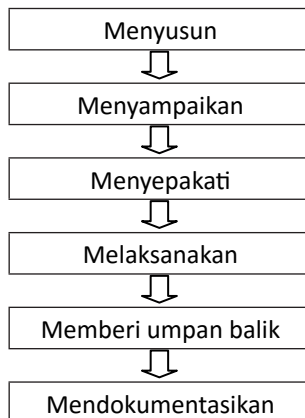 Menyusun
Menyampaikan
Menyepakati
Melaksanakan
Memberi umpan balik
Mendokumentasikan